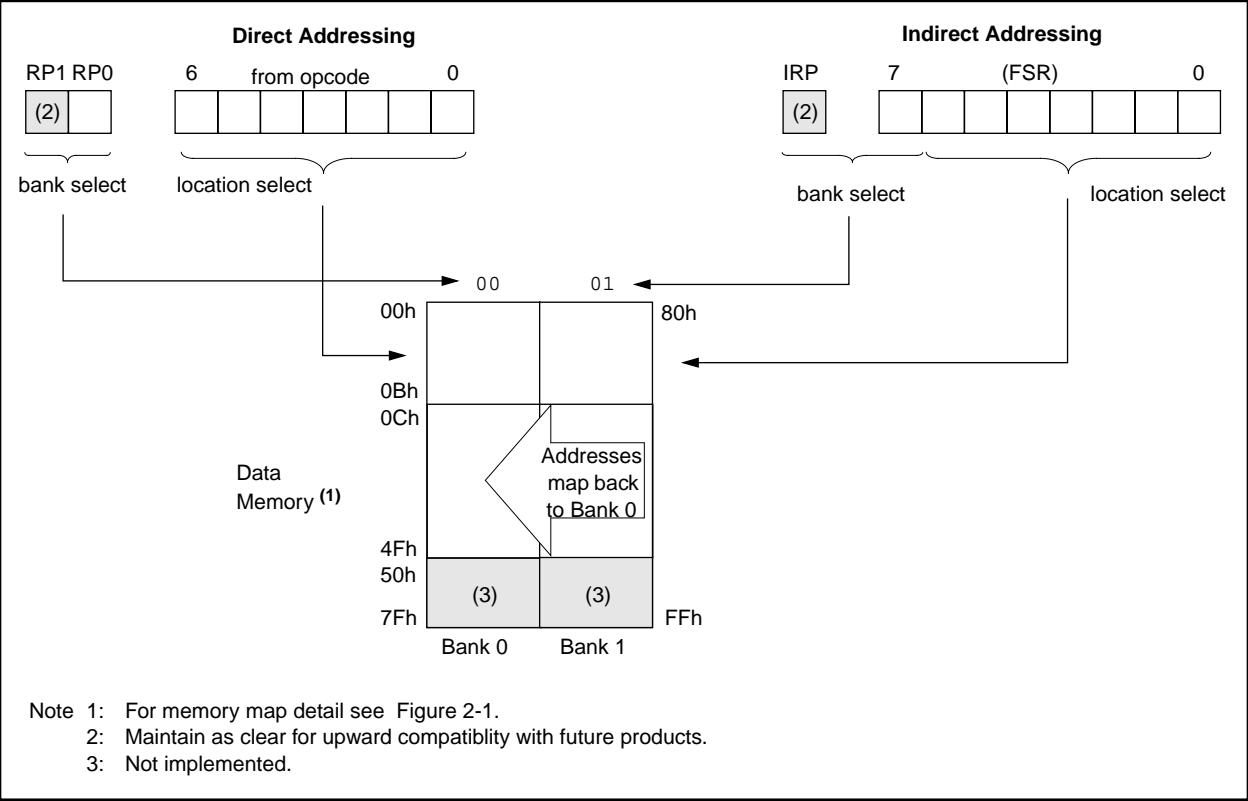 Direct Addressing
Indirect Addressing
RP1 RP0
6
from opcode
0
IRP
7
(FSR)
0
(2)
(2)
bank select
location select
bank select
location select
00
01
00h
80h
0Bh
0Ch
Addresses
map back
to Bank 0
Data
Memory (1)
4Fh
50h
(3)
(3)
7Fh
FFh
Bank 0
Bank 1
Note 1: For memory map detail see Figure 2-1.
2: Maintain as clear for upward compatiblity with future products.
3: Not implemented.